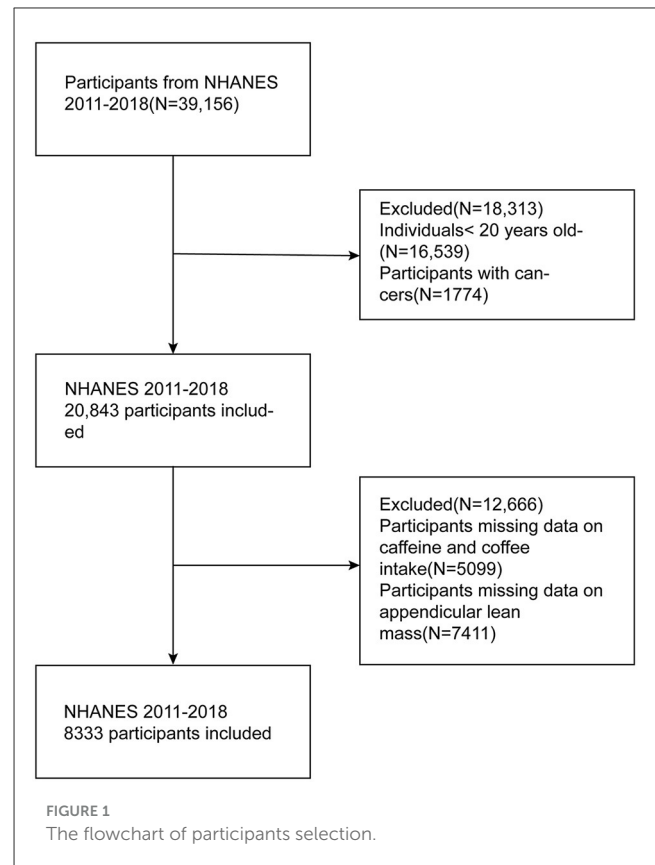 Participants from NHANES
2011-2018(N=39,156)
Excluded(N=18,313)
Individuals< 20 years old-
(N=16,539)
Participants with can-
cers(N=1774)
NHANES 2011-2018
20,843 participants includ-
ed
Excluded(N=12,666)
Participants missing data on
caffeine and coffee
intake(N=5099)
Participants missing data on
appendicular lean
mass(N=7411)
NHANES 2011-2018
8333 participants included
FIGURE 1
The flowchart of participants selection.